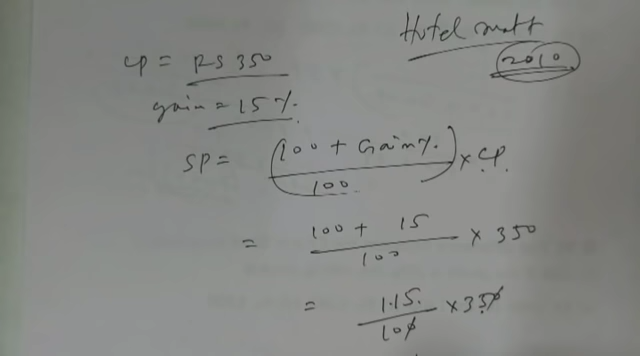 Hotel matt
2010
CP = RS 350
gain = 15%
SP = (100 + Gain% / 100) × CP.
= 100 + 15 / 100 × 350
= 115 / 100 × 350